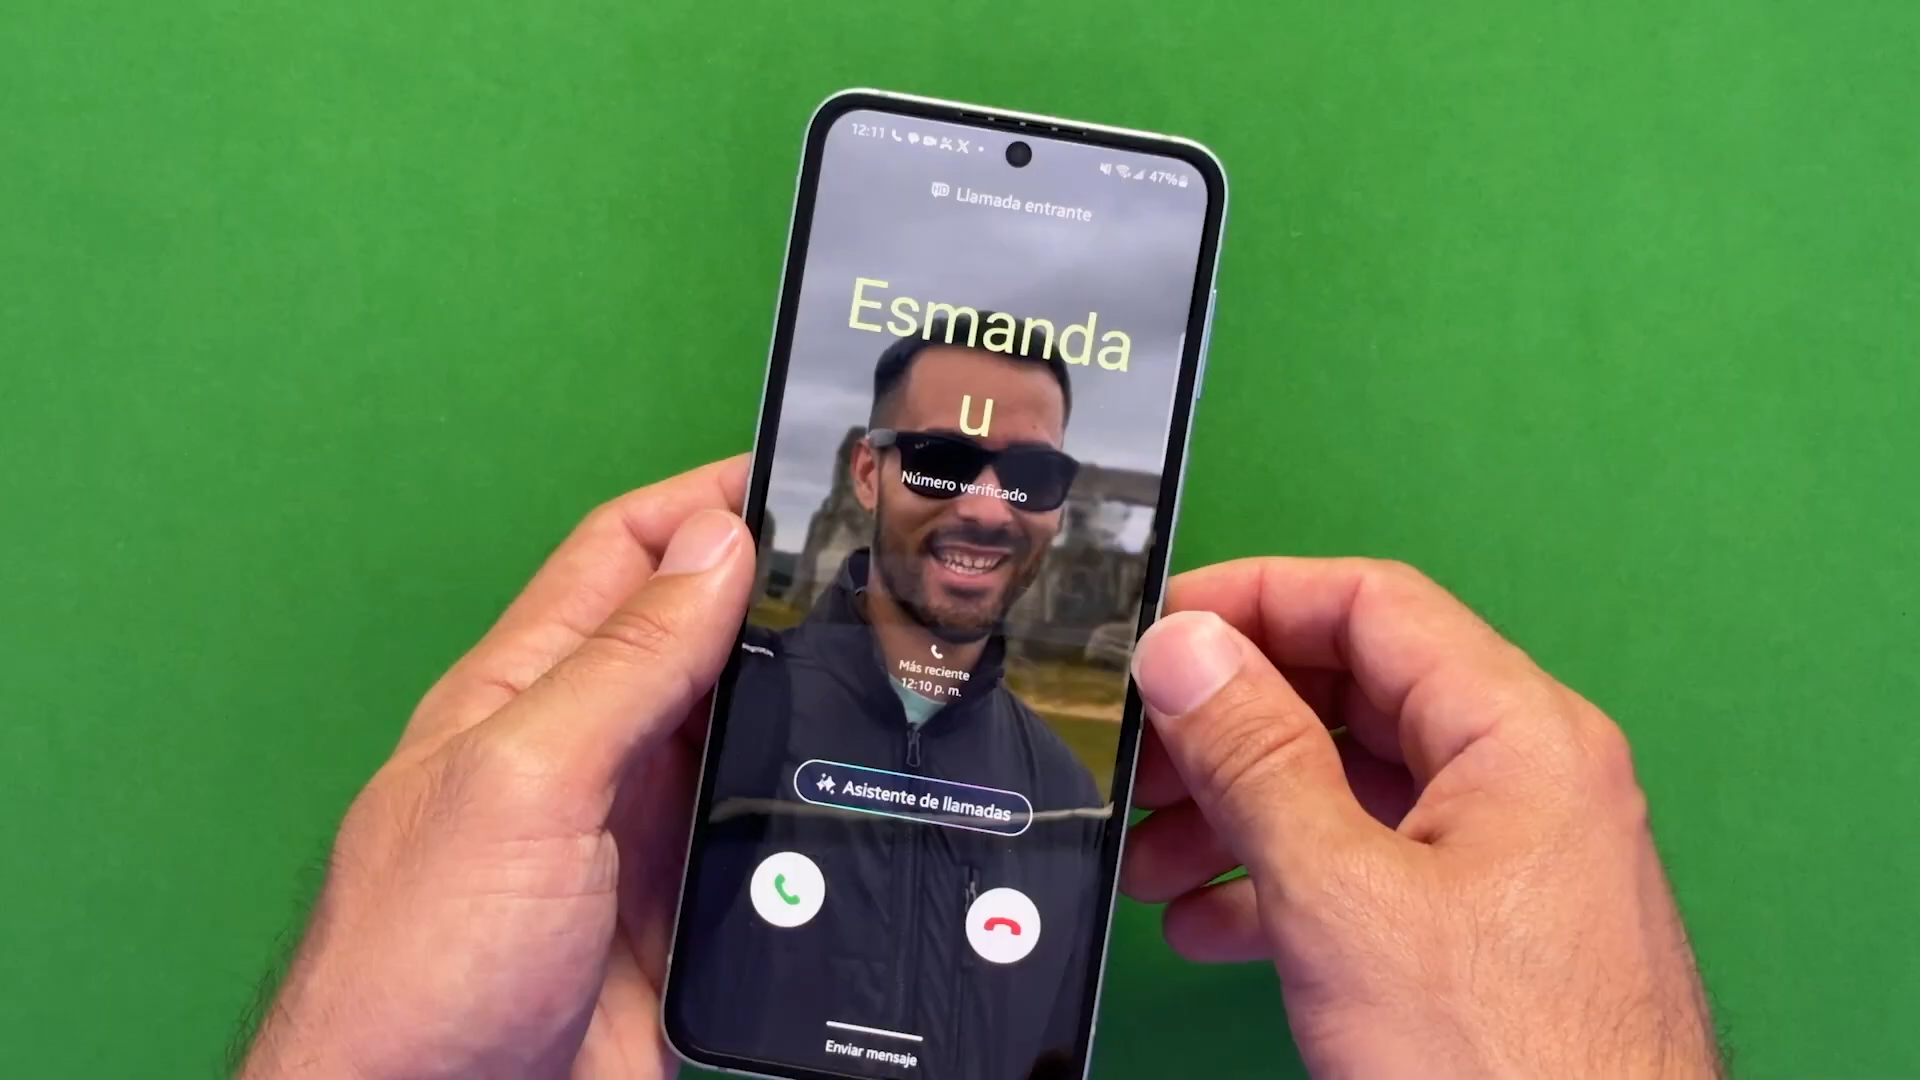 12:11
47%
Llamada entrante
Esmanda
u
Número verificado
Más reciente
12:10 p. m.
Asistente de llamadas
Enviar mensaje